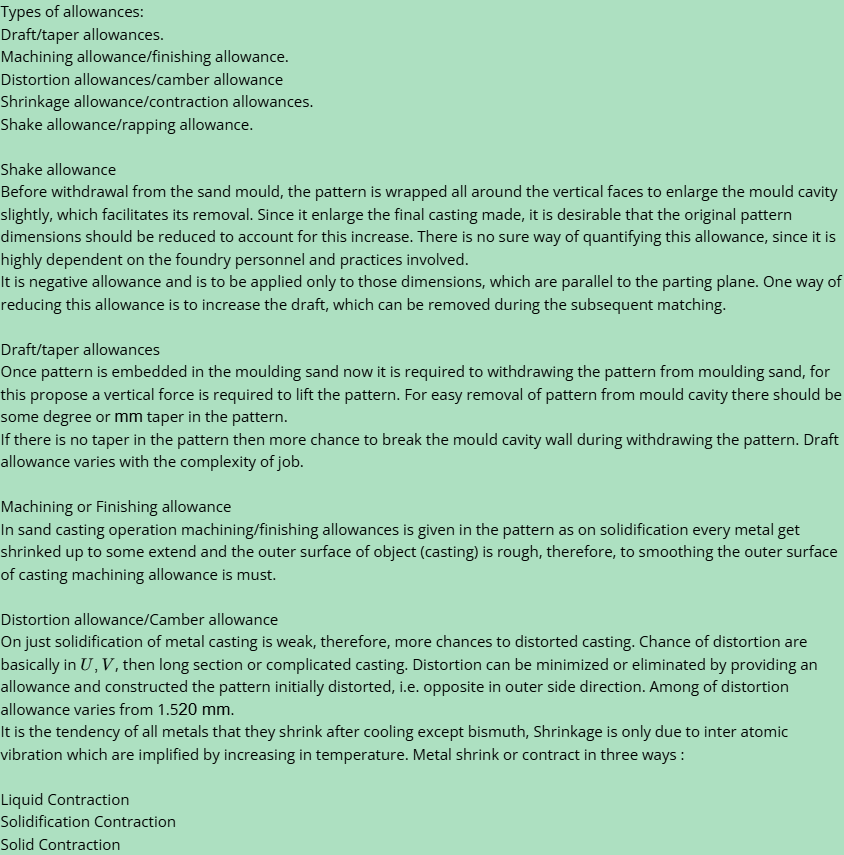 Types of allowances:
Draft/taper allowances.
Machining allowance/finishing allowance.
Distortion allowances/camber allowance
Shrinkage allowance/contraction allowances.
Shake allowance/rapping allowance.

Shake allowance
Before withdrawal from the sand mould, the pattern is wrapped all around the vertical faces to enlarge the mould cavity
slightly, which facilitates its removal. Since it enlarge the final casting made, it is desirable that the original pattern
dimensions should be reduced to account for this increase. There is no sure way of quantifying this allowance, since it is
highly dependent on the foundry personnel and practices involved.
It is negative allowance and is to be applied only to those dimensions, which are parallel to the parting plane. One way of
reducing this allowance is to increase the draft, which can be removed during the subsequent matching.

Draft/taper allowances
Once pattern is embedded in the moulding sand now it is required to withdrawing the pattern from moulding sand, for
this propose a vertical force is required to lift the pattern. For easy removal of pattern from mould cavity there should be
some degree or mm taper in the pattern.
If there is no taper in the pattern then more chance to break the mould cavity wall during withdrawing the pattern. Draft
allowance varies with the complexity of job.

Machining or Finishing allowance
In sand casting operation machining/finishing allowances is given in the pattern as on solidification every metal get
shrinked up to some extend and the outer surface of object (casting) is rough, therefore, to smoothing the outer surface
of casting machining allowance is must.

Distortion allowance/Camber allowance
On just solidification of metal casting is weak, therefore, more chances to distorted casting. Chance of distortion are
basically in U, V, then long section or complicated casting. Distortion can be minimized or eliminated by providing an
allowance and constructed the pattern initially distorted, i.e. opposite in outer side direction. Among of distortion
allowance varies from 1.520 mm.
It is the tendency of all metals that they shrink after cooling except bismuth, Shrinkage is only due to inter atomic
vibration which are implified by increasing in temperature. Metal shrink or contract in three ways :

Liquid Contraction
Solidification Contraction
Solid Contraction